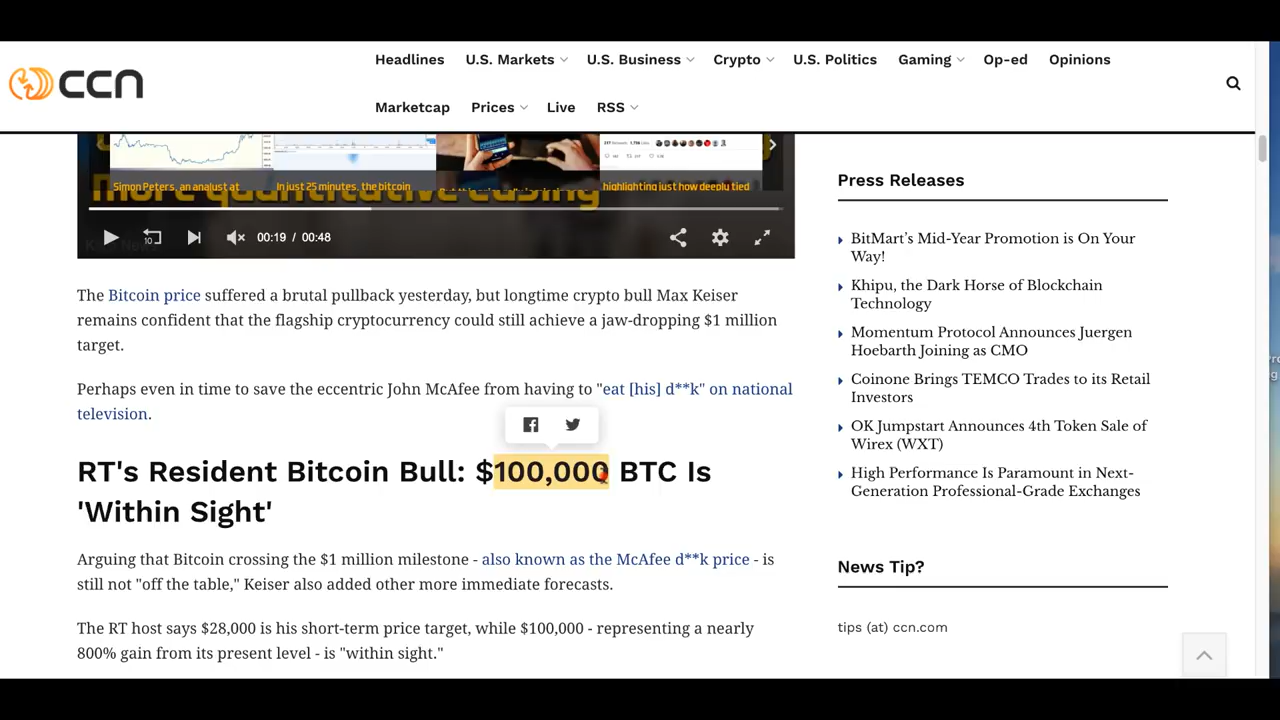 Headlines U.S. Markets U.S. Business Crypto U.S. Politics Gaming Op-ed Opinions
ccn
Marketcap Prices Live RSS
Simon Peters, an analyst at
In just 25 minutes, the bitcoin
highlighting just how deeply tied
more quantitative easing
10
00:19 / 00:48
The Bitcoin price suffered a brutal pullback yesterday, but longtime crypto bull Max Keiser
remains confident that the flagship cryptocurrency could still achieve a jaw-dropping $1 million
target.
Perhaps even in time to save the eccentric John McAfee from having to "eat [his] d**k" on national
television.
RT's Resident Bitcoin Bull: $100,000 BTC Is
'Within Sight'
Arguing that Bitcoin crossing the $1 million milestone - also known as the McAfee d**k price - is
still not "off the table," Keiser also added other more immediate forecasts.
The RT host says $28,000 is his short-term price target, while $100,000 - representing a nearly
800% gain from its present level - is "within sight."
Press Releases
BitMart's Mid-Year Promotion is On Your
Way!
Khipu, the Dark Horse of Blockchain
Technology
Momentum Protocol Announces Juergen
Hoebarth Joining as CMO
Coinone Brings TEMCO Trades to its Retail
Investors
OK Jumpstart Announces 4th Token Sale of
Wirex (WXT)
High Performance Is Paramount in Next-
Generation Professional-Grade Exchanges
News Tip?
tips (at) ccn.com